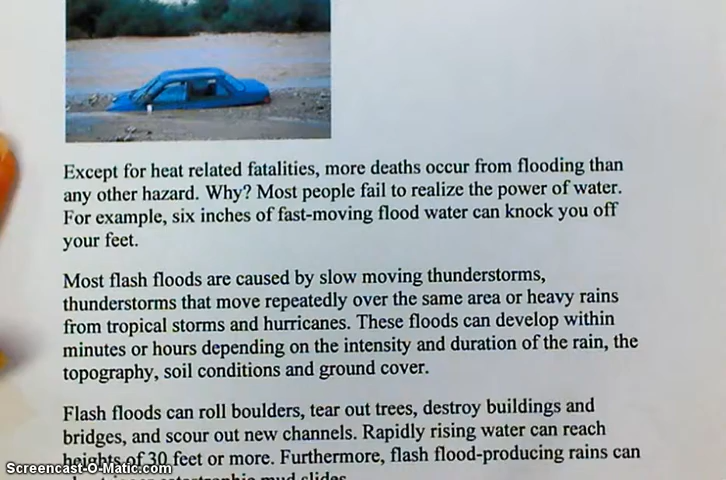 Except for heat related fatalities, more deaths occur from flooding than
any other hazard. Why? Most people fail to realize the power of water.
For example, six inches of fast-moving flood water can knock you off
your feet.
Most flash floods are caused by slow moving thunderstorms,
thunderstorms that move repeatedly over the same area or heavy rains
from tropical storms and hurricanes. These floods can develop within
minutes or hours depending on the intensity and duration of the rain, the
topography, soil conditions and ground cover.
Flash floods can roll boulders, tear out trees, destroy buildings and
bridges, and scour out new channels. Rapidly rising water can reach
heights of 30 feet or more. Furthermore, flash flood-producing rains can
catastrophic mud slides.
Screencast-O-Matic.com